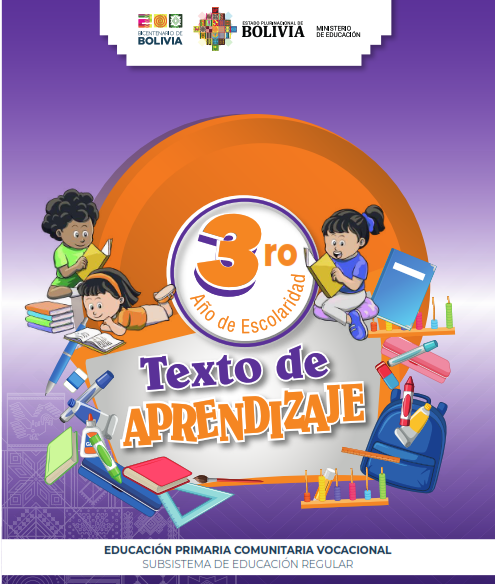 200
BICENTENARIO DE
BOLIVIA
ESTADO PLURINACIONAL DE
BOLIVIA
MINISTERIO
DE EDUCACIÓN
3ro
Año de Escolaridad
Texto de
APRENDIZAJE
EDUCACIÓN PRIMARIA COMUNITARIA VOCACIONAL
SUBSISTEMA DE EDUCACIÓN REGULAR